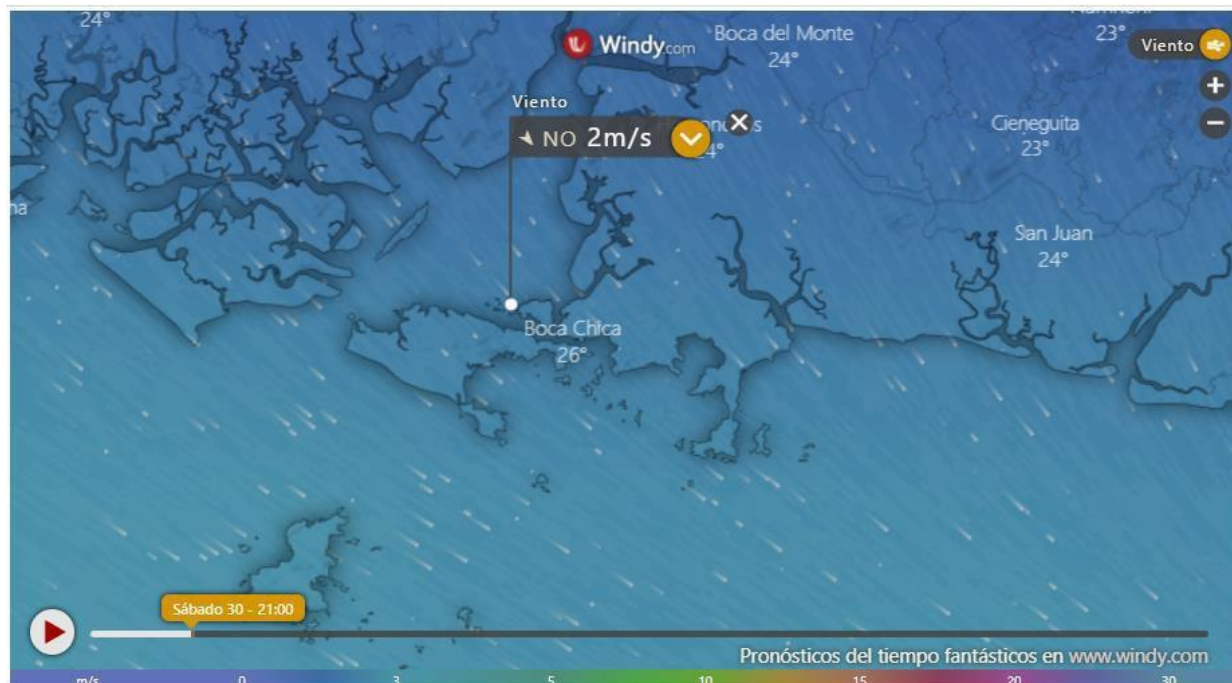 24°
Windy.com
Boca del Monte
24°
23°
Viento
Viento
NO 2m/s
24°
Cieneguita
23°
na
San Juan
24°
Boca Chica
26°
Sábado 30 - 21:00
Pronósticos del tiempo fantásticos en www.windy.com
m/s 0 3 5 10 15 20 30